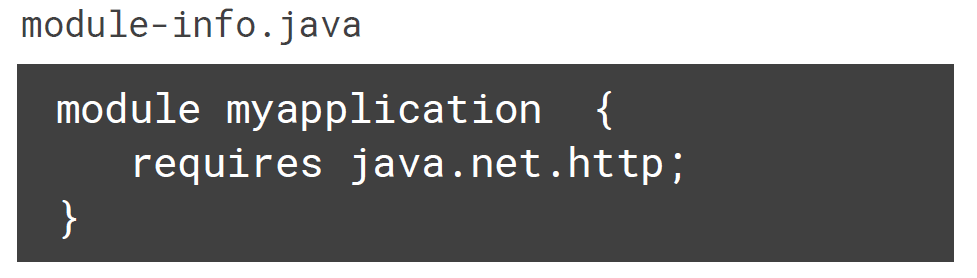 module-info.java
module myapplication  {
   requires java.net.http;
}